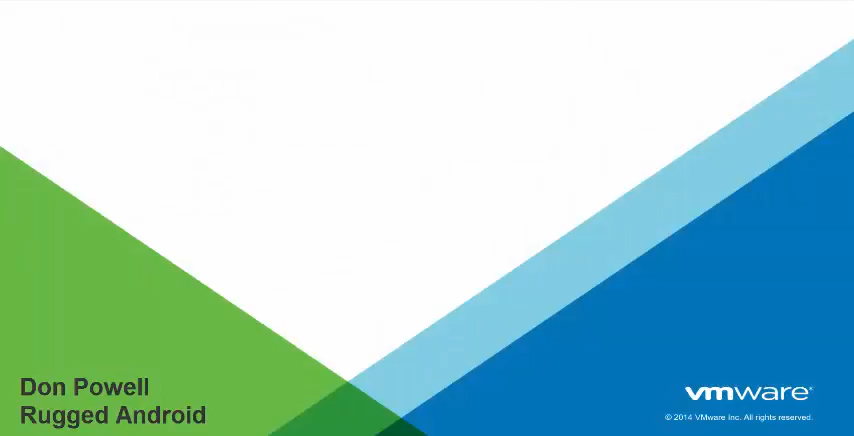 Don Powell
Rugged Android
vmware®
© 2014 VMware Inc. All rights reserved.